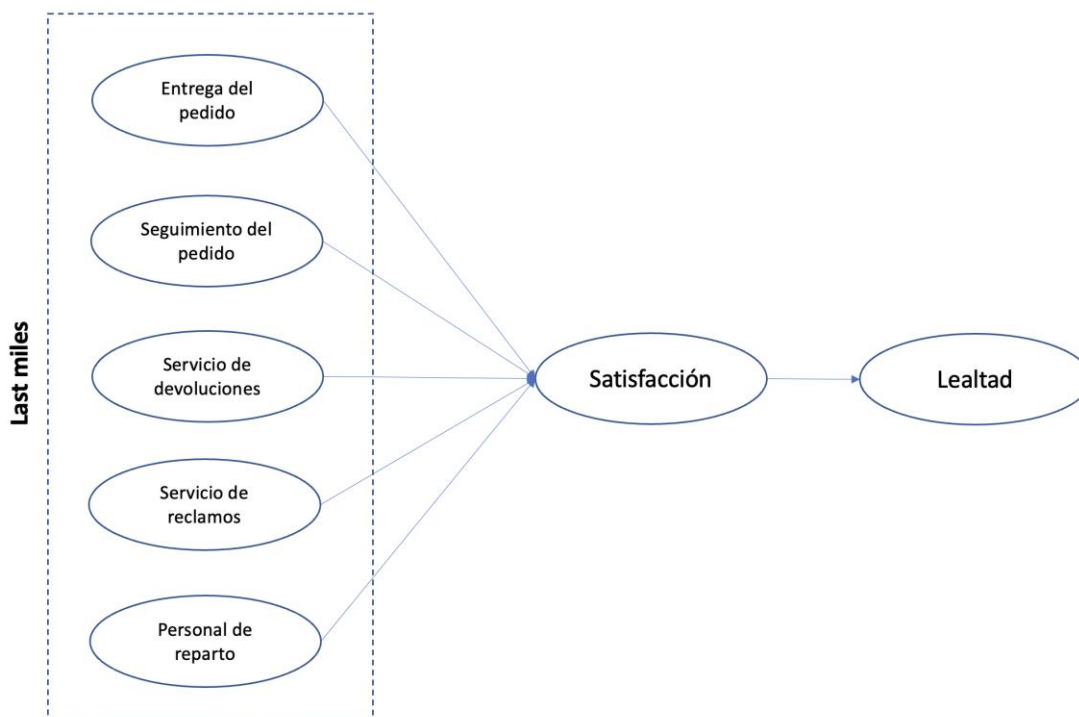 Entrega del
pedido
Seguimiento del
pedido
Last miles
Servicio de
devoluciones
Satisfacción
Lealtad
Servicio de
reclamos
Personal de
reparto